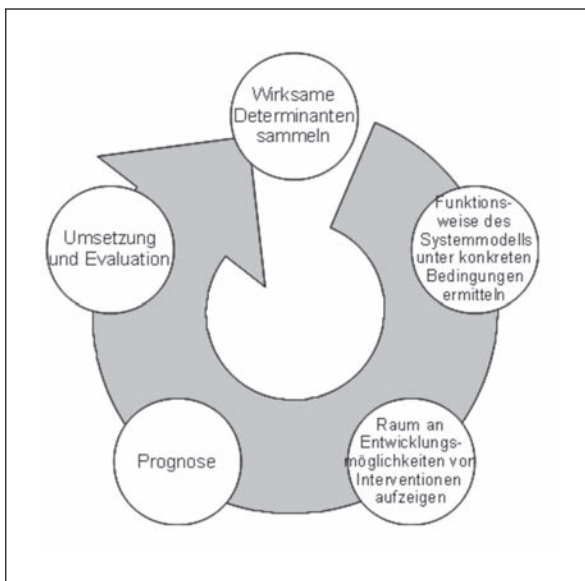 Wirksame
Determinanten
sammeln
Funktions-
weise des
Systemmodells
unter konkreten
Bedingungen
ermitteln
Raum an
Entwicklungs-
möglichkeiten von
Interventionen
aufzeigen
Prognose
Umsetzung
und Evaluation